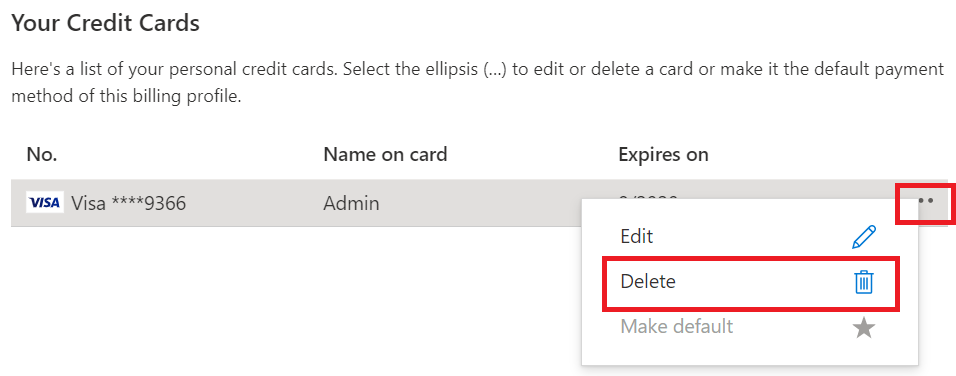 Your Credit Cards
Here's a list of your personal credit cards. Select the ellipsis (...) to edit or delete a card or make it the default payment
method of this billing profile.
No. Name on card Expires on
VISA Visa ****9366 Admin
Edit
Delete
Make default